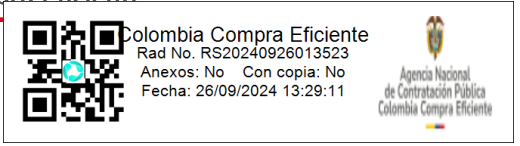 Colombia Compra Eficiente
Rad No. RS20240926013523
Anexos: No Con copia: No
Fecha: 26/09/2024 13:29:11
Agencia Nacional
de Contratación Pública
Colombia Compra Eficiente